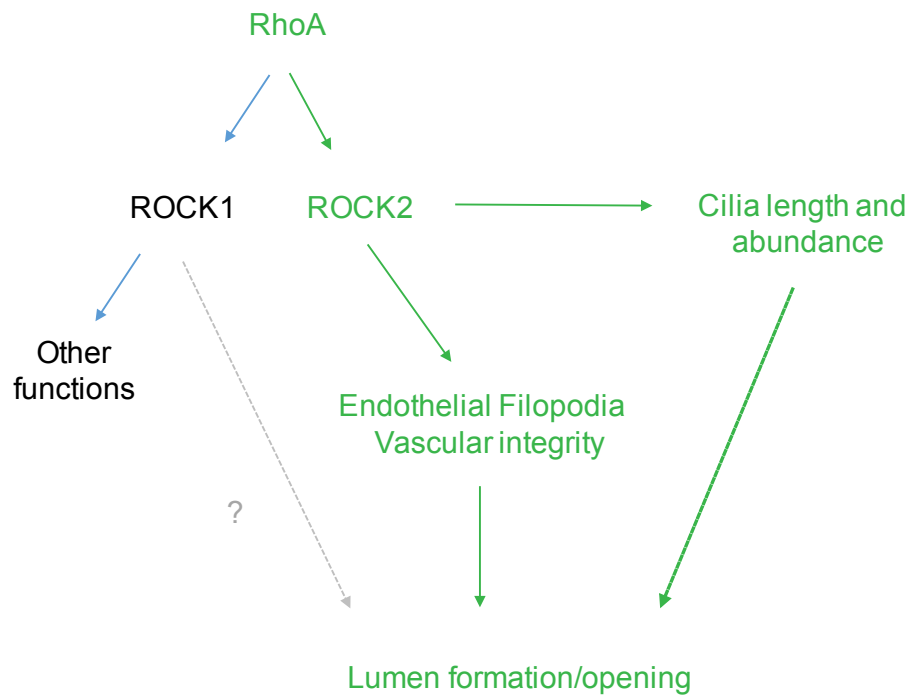 RhoA
ROCK1
ROCK2
Cilia length and
abundance
Other
functions
Endothelial Filopodia
Vascular integrity
?
Lumen formation/opening